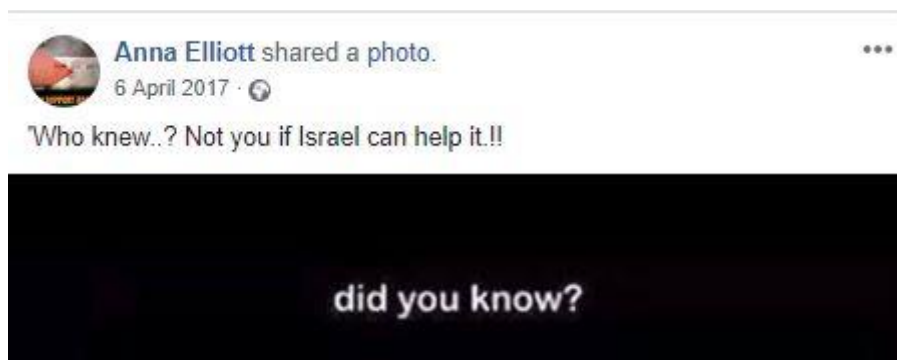 Anna Elliott shared a photo.
6 April 2017 ·
'Who knew..? Not you if Israel can help it.!!
did you know?